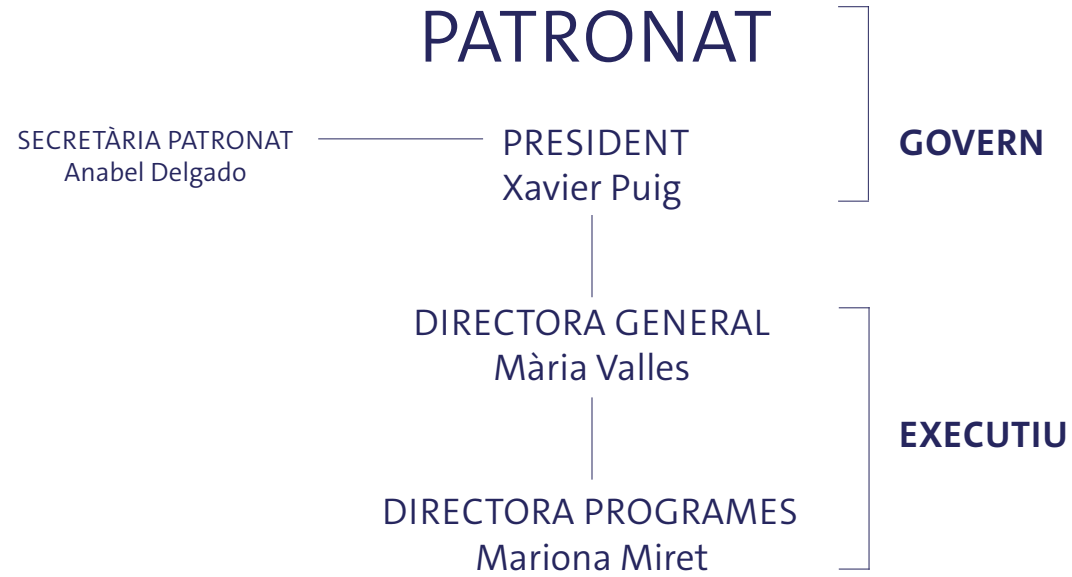 PATRONAT
SECRETÀRIA PATRONAT
Anabel Delgado
PRESIDENT
Xavier Puig
GOVERN
DIRECTORA GENERAL
Mària Valles
EXECUTIU
DIRECTORA PROGRAMES
Mariona Miret